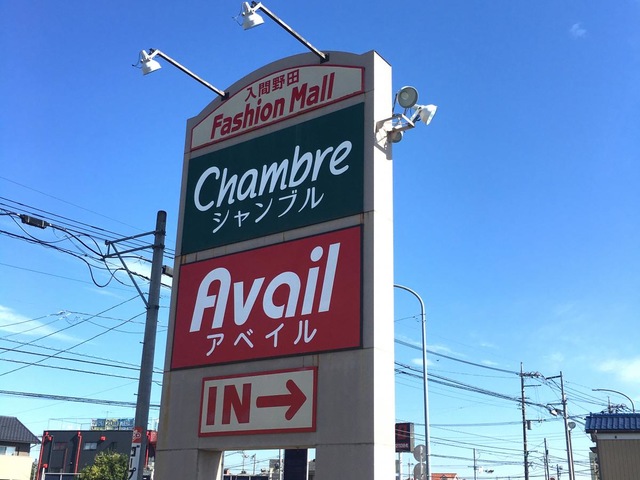 入間野田
Fashion Mall
Chambre
シャンブル
Avail
アベイル
IN→